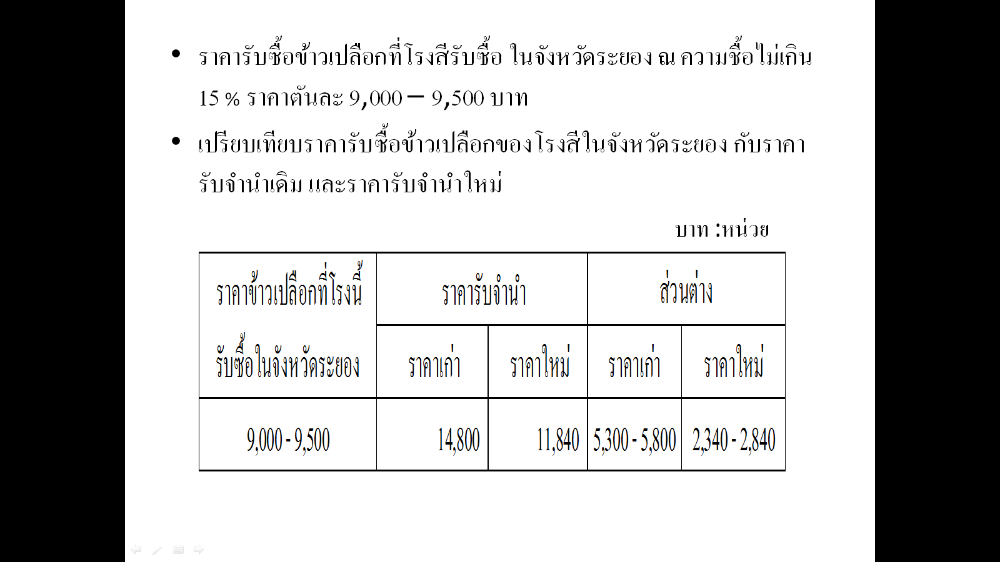 • ราคารับซื้อข้าวเปลือกที่โรงสีรับซื้อ ในจังหวัดระยอง ณ ความชื้อไม่เกิน
15 % ราคาตันละ 9,000 – 9,500 บาท
• เปรียบเทียบราคารับซื้อข้าวเปลือกของโรงสีในจังหวัดระยอง กับราคา
รับจำนำเดิม และราคารับจำนำใหม่
บาท :หน่วย
ราคาข้าวเปลือกที่โรงนี้ ราคารับจำนำ ส่วนต่าง
รับซื้อในจังหวัดระยอง ราคาเก่า ราคาใหม่ ราคาเก่า ราคาใหม่
9,000 - 9,500 14,800 11,840 5,300 - 5,800 2,340 - 2,840